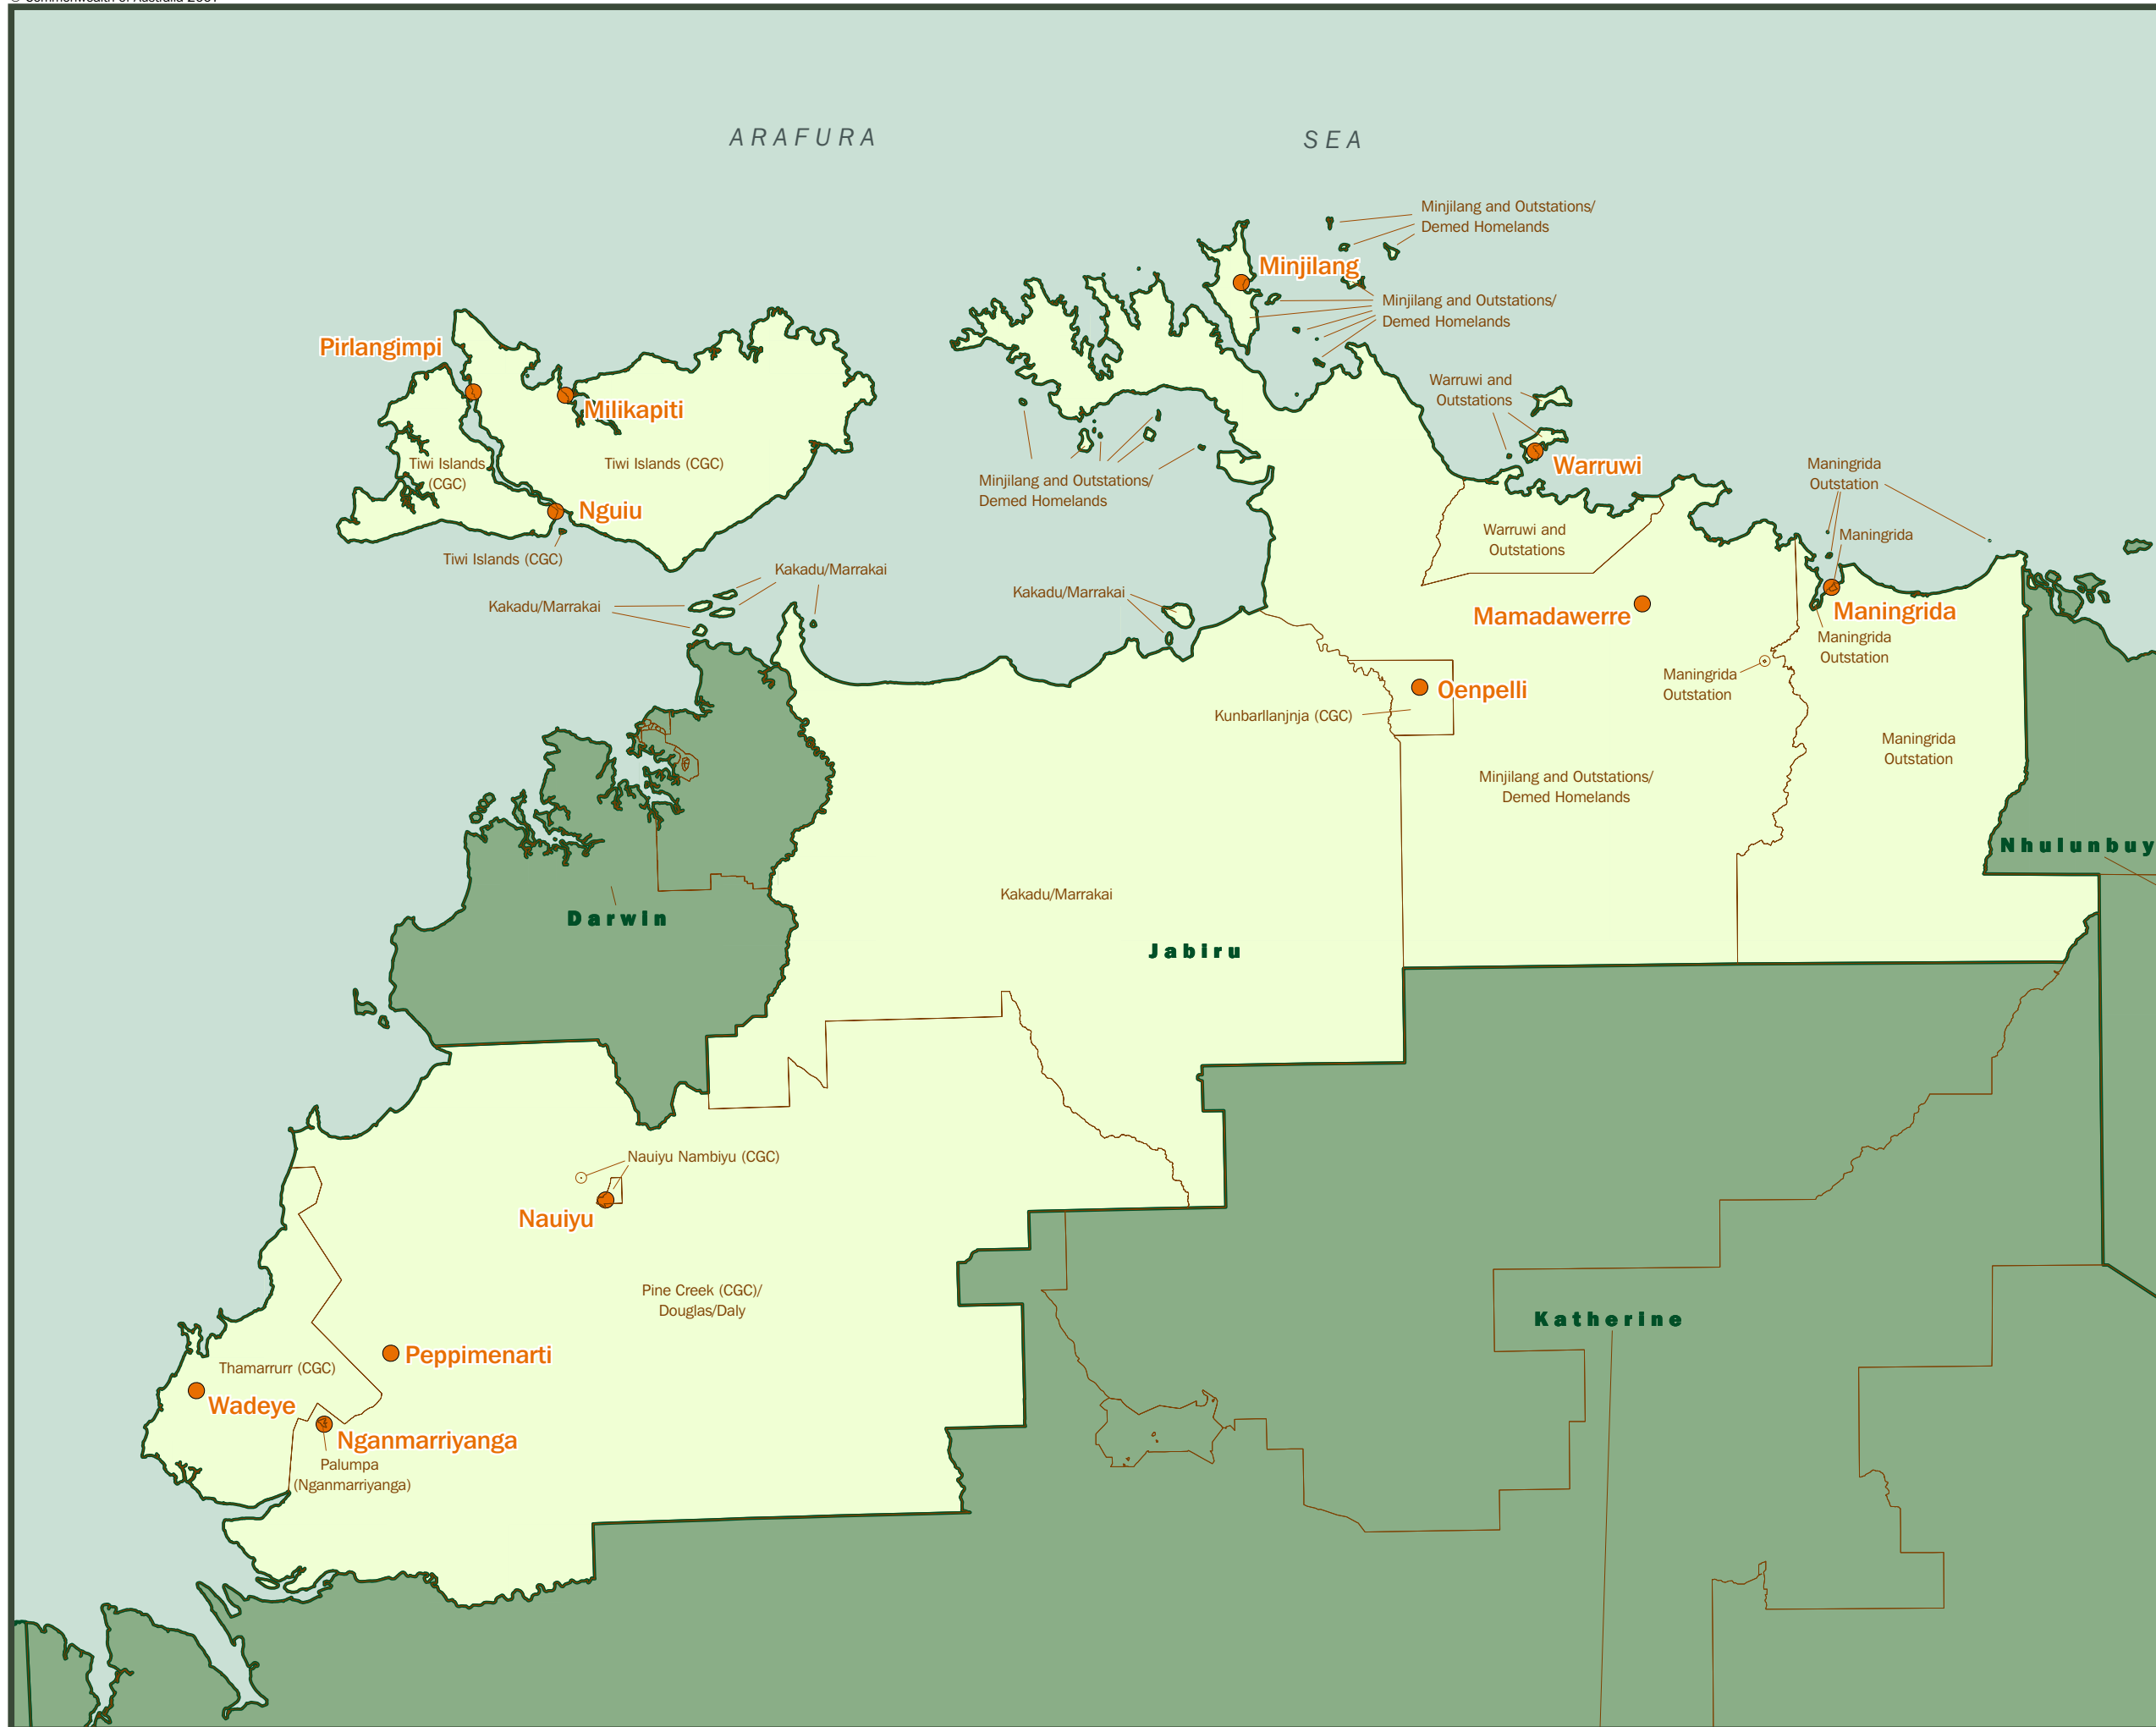 © Commonwealth of Australia 2001
ARAFURA SEA
Minjilang and Outstations/
Demed Homelands
Minjilang
Minjilang and Outstations/
Demed Homelands
Pirlangimpi
Milikapiti
Warruwi and
Outstations
Tiwi Islands
(CGC)
Tiwi Islands (CGC)
Minjilang and Outstations/
Demed Homelands
Warruwi
Maningrida
Outstation
Nguiu
Tiwi Islands (CGC)
Warruwi and
Outstations
Maningrida
Kakadu/Marrakai
Kakadu/Marrakai
Kakadu/Marrakai
Mamadawerre
Maningrida
Maningrida
Outstation
Maningrida
Outstation
Oenpelli
Kunbarllanjnja (CGC)
Maningrida
Outstation
Minjilang and Outstations/
Demed Homelands
Nhulunbuy
Kakadu/Marrakai
Darwin
Jabiru
Nauiyu Nambiyu (CGC)
Nauiyu
Pine Creek (CGC)/
Douglas/Daly
Katherine
Peppimenarti
Thamarrurr (CGC)
Wadeye
Nganmarriyanga
Palumpa
(Nganmarriyanga)